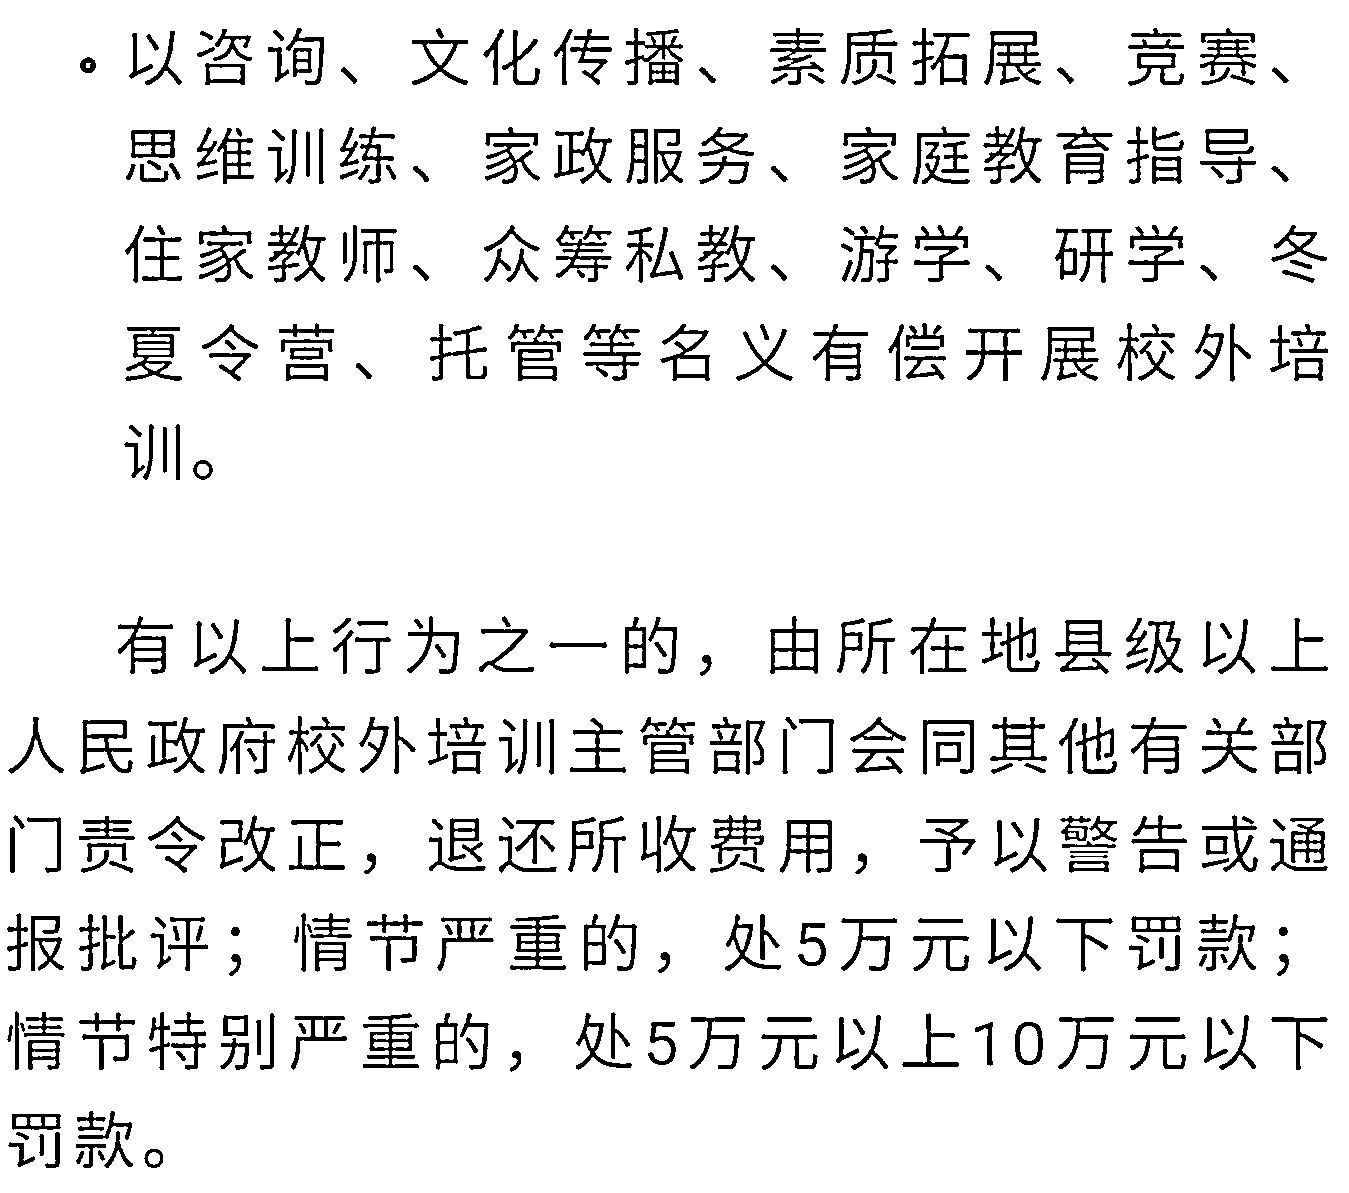 • 以咨询、文化传播、素质拓展、竞赛、
思维训练、家政服务、家庭教育指导、
住家教师、众筹私教、游学、研学、冬
夏令营、托管等名义有偿开展校外培
训。
有以上行为之一的，由所在地县级以上
人民政府校外培训主管部门会同其他有关部
门责令改正，退还所收费用，予以警告或通
报批评；情节严重的，处5万元以下罚款；
情节特别严重的，处5万元以上10万元以下
罚款。